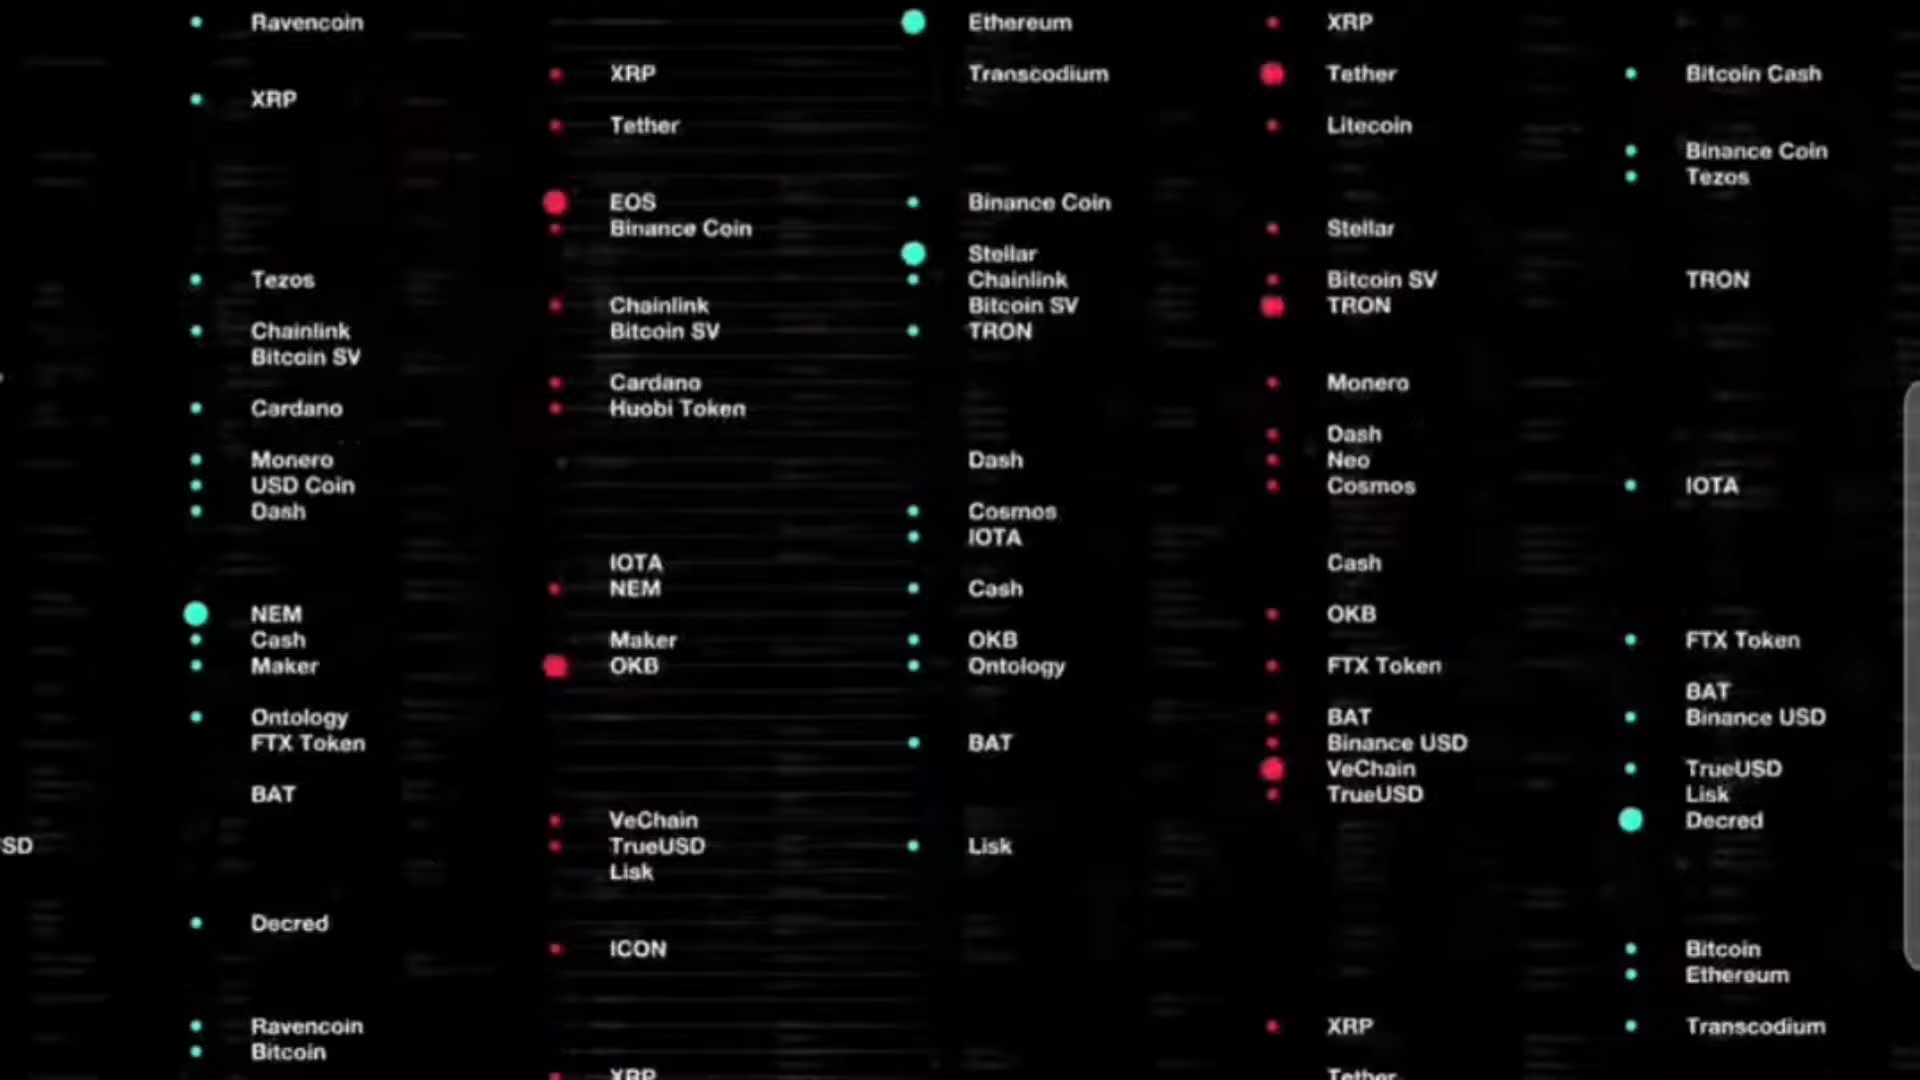 Ravencoin
XRP
Tezos
Chainlink
Bitcoin SV
Cardano
Monero
USD Coin
Dash
NEM
Cash
Maker
Ontology
FTX Token
BAT
Decred
Ravencoin
Bitcoin
SD
XRP
Tether
EOS
Binance Coin
Chainlink
Bitcoin SV
Cardano
Huobi Token
IOTA
NEM
Maker
OKB
VeChain
TrueUSD
Lisk
ICON
XRP
Ethereum
Transcodium
Binance Coin
Stellar
Chainlink
Bitcoin SV
TRON
Dash
Cosmos
IOTA
Cash
OKB
Ontology
BAT
Lisk
XRP
Tether
Litecoin
Stellar
Bitcoin SV
TRON
Monero
Dash
Neo
Cosmos
Cash
OKB
FTX Token
BAT
Binance USD
VeChain
TrueUSD
XRP
Tether
Bitcoin Cash
Binance Coin
Tezos
TRON
IOTA
FTX Token
BAT
Binance USD
TrueUSD
Lisk
Decred
Bitcoin
Ethereum
Transcodium